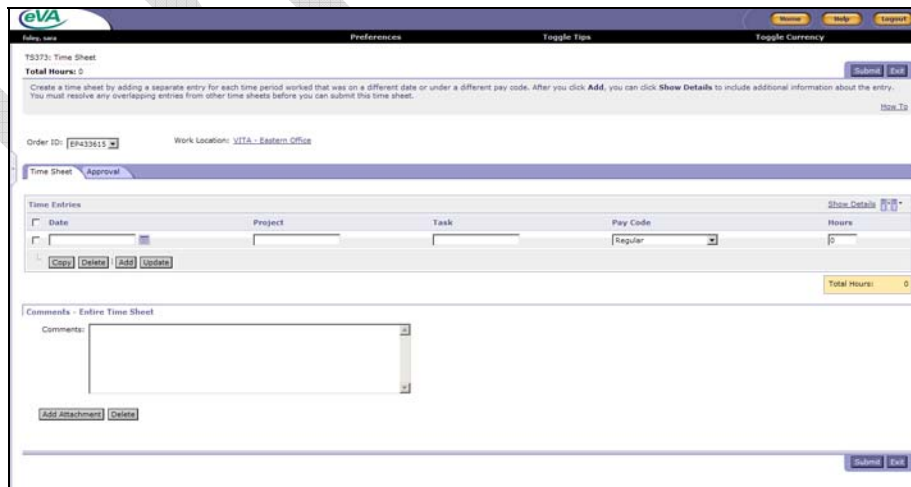 eVA
Home Help Logout
foley, sara Preferences Toggle Tips Toggle Currency
TS373: Time Sheet
Total Hours: 0
Submit Exit
Create a time sheet by adding a separate entry for each time period worked that was on a different date or under a different pay code. After you click Add, you can click Show Details to include additional information about the entry.
You must resolve any overlapping entries from other time sheets before you can submit this time sheet.
How To
Order ID: EP433615 Work Location: VITA - Eastern Office
Time Sheet Approval
Time Entries Show Details
Date Project Task Pay Code Hours
Regular 0
Copy Delete Add Update
Total Hours: 0
Comments - Entire Time Sheet
Comments:
Add Attachment Delete
Submit Exit